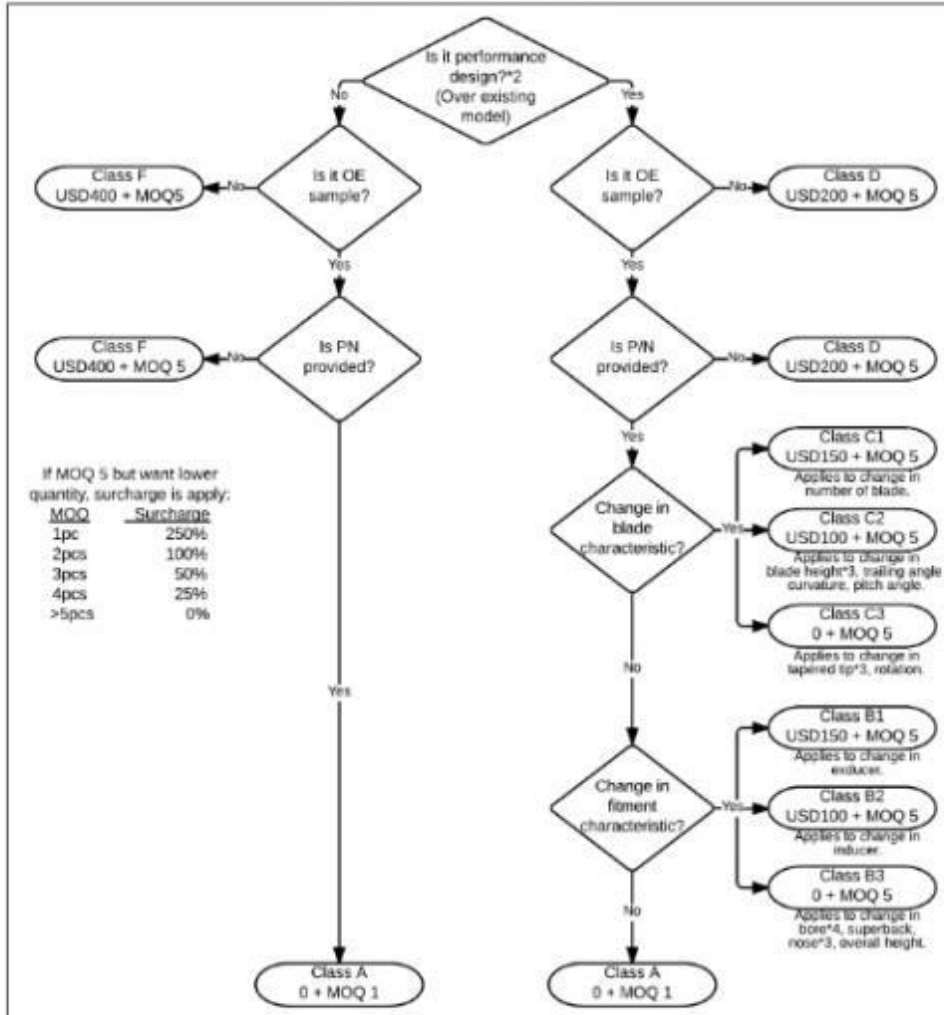 Is it performance
design?*2
(Over existing
model)
No
Yes
Class F
USD400 + MOQ5
No
Is it OE
sample?
Is it OE
sample?
No
Class D
USD200 + MOQ 5
Yes
Yes
Class F
USD400 + MOQ 5
No
Is PN
provided?
Is P/N
provided?
No
Class D
USD200 + MOQ 5
Yes
If MOQ 5 but want lower
quantity, surcharge is apply:
MOQ Surcharge
1pc 250%
2pcs 100%
3pcs 50%
4pcs 25%
>5pcs 0%
Change in
blade
characteristic?
Yes
Class C1
USD150 + MOQ 5
Applies to change in
number of blade.
Class C2
USD100 + MOQ 5
Applies to change in
blade height*3, trailing angle
curvature, pitch angle.
Class C3
0 + MOQ 5
Applies to change in
tapered tip*3, rotation.
No
Yes
Change in
fitment
characteristic?
Yes
Class B1
USD150 + MOQ 5
Applies to change in
exducer.
Class B2
USD100 + MOQ 5
Applies to change in
inducer.
Class B3
0 + MOQ 5
Applies to change in
bore*4, superback,
nose*3, overall height.
No
Class A
0 + MOQ 1
Class A
0 + MOQ 1